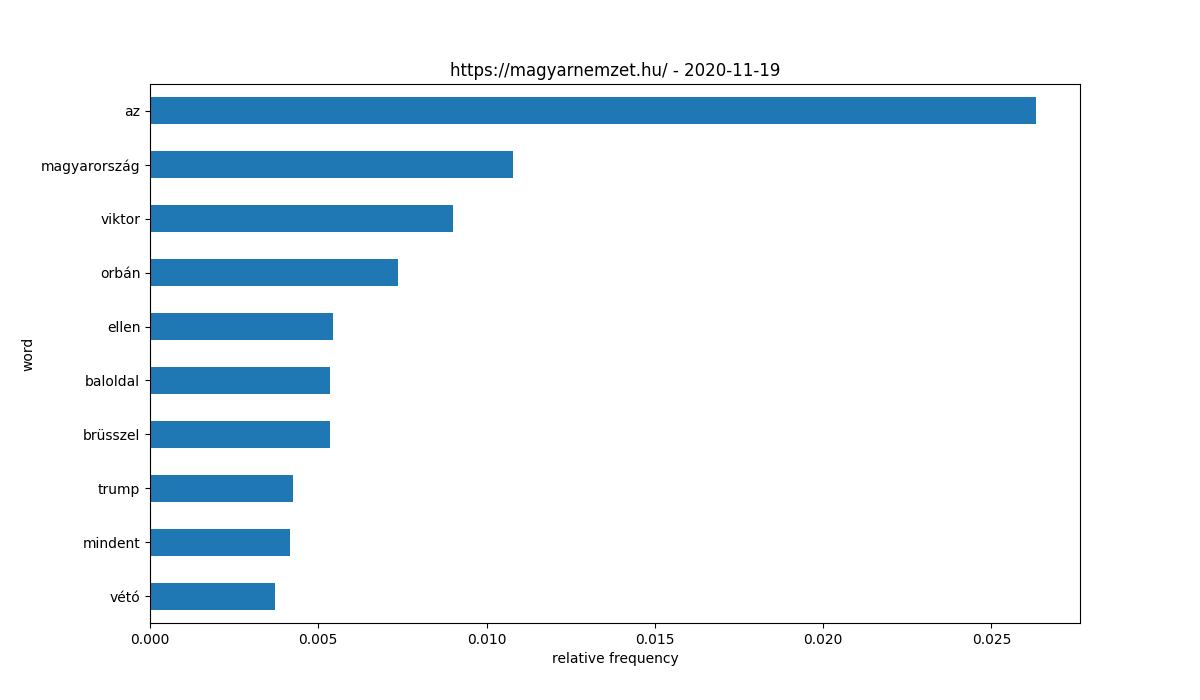 https://magyarnemzet.hu/ - 2020-11-19
az
magyarország
viktor
orbán
ellen
baloldal
brüsszel
trump
mindent
vétó
word
0.000 0.005 0.010 0.015 0.020 0.025
relative frequency